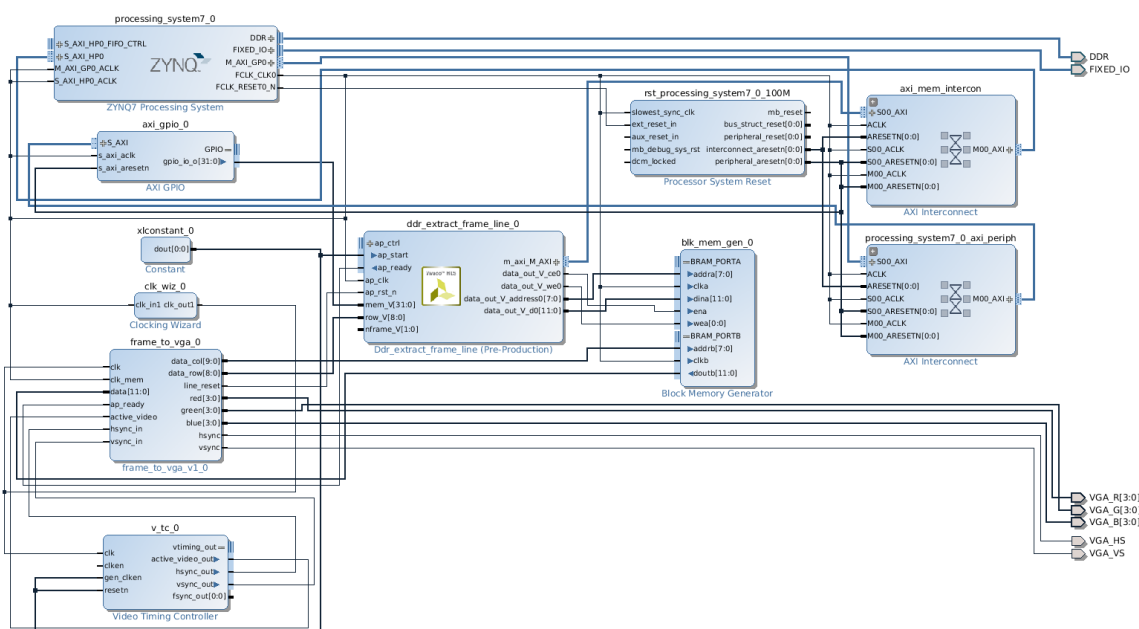 processing_system7_0
S_AXI_HP0_FIFO_CTRL
S_AXI_HP0
M_AXI_GP0_ACLK
S_AXI_HP0_ACLK
ZYNQ
DDR
FIXED_IO
M_AXI_GP0
FCLK_CLK0
FCLK_RESET0_N
ZYNQ7 Processing System
DDR
FIXED_IO
axi_gpio_0
S_AXI
s_axi_aclk
s_axi_aresetn
GPIO
gpio_io_o[31:0]
AXI GPIO
rst_processing_system7_0_100M
slowest_sync_clk
ext_reset_in
aux_reset_in
mb_debug_sys_rst
dcm_locked
mb_reset
bus_struct_reset[0:0]
peripheral_reset[0:0]
interconnect_aresetn[0:0]
peripheral_aresetn[0:0]
Processor System Reset
axi_mem_intercon
S00_AXI
ACLK
ARESETN[0:0]
S00_ACLK
S00_ARESETN[0:0]
M00_ACLK
M00_ARESETN[0:0]
M00_AXI
AXI Interconnect
xlconstant_0
dout[0:0]
Constant
clk_wiz_0
clk_in1 clk_out1
Clocking Wizard
ddr_extract_frame_line_0
ap_ctrl
ap_start
ap_ready
ap_clk
ap_rst_n
mem_V[31:0]
row_V[8:0]
nframe_V[1:0]
m_axi_M_AXI
data_out_V_ce0
data_out_V_we0
data_out_V_address0[7:0]
data_out_V_d0[11:0]
Ddr_extract_frame_line (Pre-Production)
blk_mem_gen_0
BRAM_PORTA
addra[7:0]
clka
dina[11:0]
ena
wea[0:0]
BRAM_PORTB
addrb[7:0]
clkb
doutb[11:0]
Block Memory Generator
processing_system7_0_axi_periph
S00_AXI
ACLK
ARESETN[0:0]
S00_ACLK
S00_ARESETN[0:0]
M00_ACLK
M00_ARESETN[0:0]
M00_AXI
AXI Interconnect
frame_to_vga_0
clk
clk_mem
data[11:0]
ap_ready
active_video
hsync_in
vsync_in
data_col[9:0]
data_row[8:0]
line_reset
red[3:0]
green[3:0]
blue[3:0]
hsync
vsync
frame_to_vga_v1_0
v_tc_0
clk
clken
gen_clken
resetn
vtiming_out
active_video_out
hsync_out
vsync_out
fsync_out[0:0]
Video Timing Controller
VGA_R[3:0]
VGA_G[3:0]
VGA_B[3:0]
VGA_HS
VGA_VS